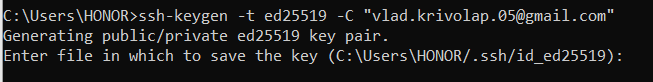 C:\Users\HONOR>ssh-keygen -t ed25519 -C "vlad.krivolap.05@gmail.com"
Generating public/private ed25519 key pair.
Enter file in which to save the key (C:\Users\HONOR/.ssh/id_ed25519):